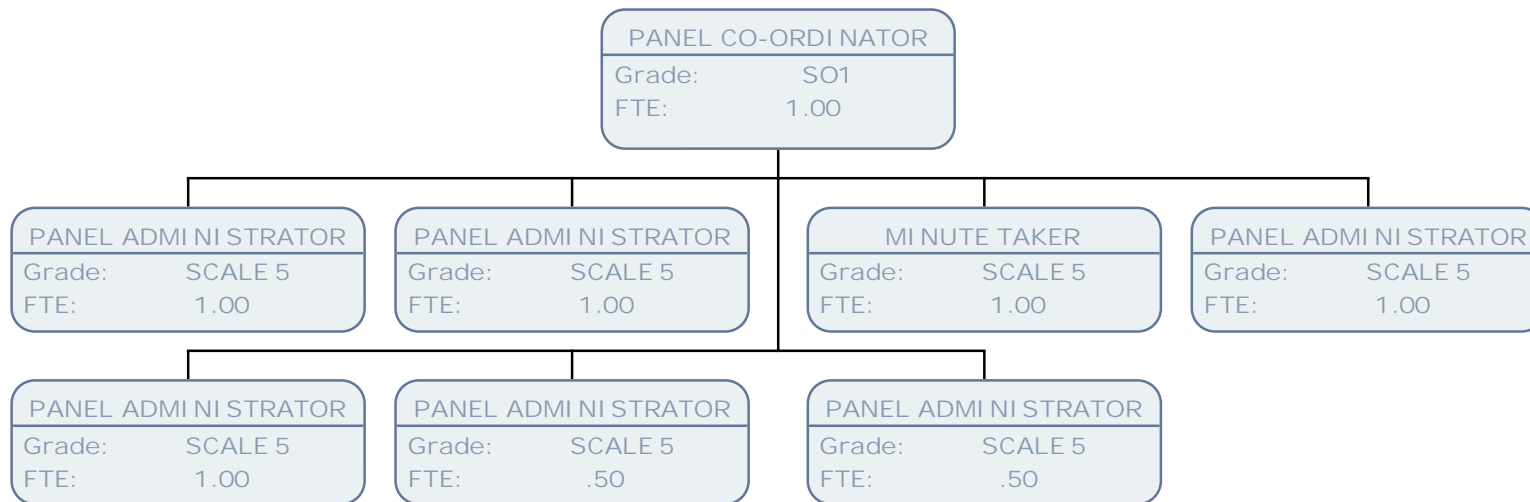 PANEL CO-ORDINATOR
Grade: SO1
FTE: 1.00
PANEL ADMINISTRATOR
Grade: SCALE 5
FTE: 1.00
PANEL ADMINISTRATOR
Grade: SCALE 5
FTE: 1.00
MINUTE TAKER
Grade: SCALE 5
FTE: 1.00
PANEL ADMINISTRATOR
Grade: SCALE 5
FTE: 1.00
PANEL ADMINISTRATOR
Grade: SCALE 5
FTE: 1.00
PANEL ADMINISTRATOR
Grade: SCALE 5
FTE: .50
PANEL ADMINISTRATOR
Grade: SCALE 5
FTE: .50